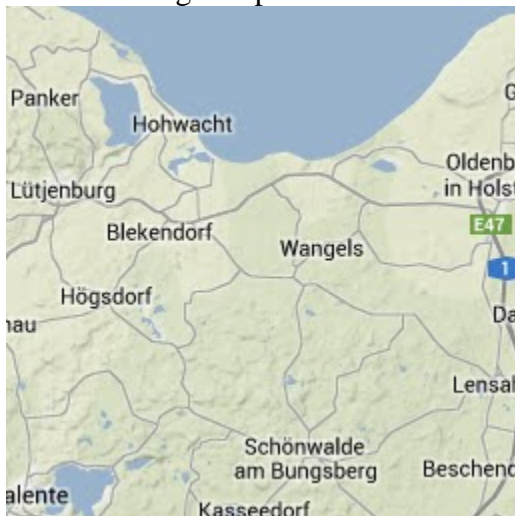 Panker
Hohwacht
G
Oldenb
in Holst
Lütjenburg
E47
Blekendorf
Wangels
1
Högsdorf
nau
Da
Lensah
Schönwalde
am Bungsberg
Beschend
alente
Kasseedorf